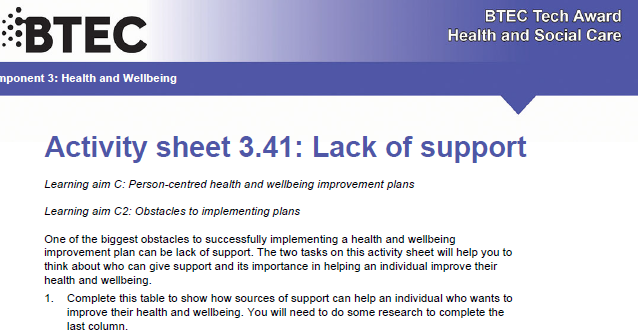 BTEC
BTEC Tech Award
Health and Social Care
mponent 3: Health and Wellbeing
Activity sheet 3.41: Lack of support
Learning aim C: Person-centred health and wellbeing improvement plans
Learning aim C2: Obstacles to implementing plans
One of the biggest obstacles to successfully implementing a health and wellbeing
improvement plan can be lack of support. The two tasks on this activity sheet will help you to
think about who can give support and its importance in helping an individual improve their
health and wellbeing.
1. Complete this table to show how sources of support can help an individual who wants to
improve their health and wellbeing. You will need to do some research to complete the
last column.